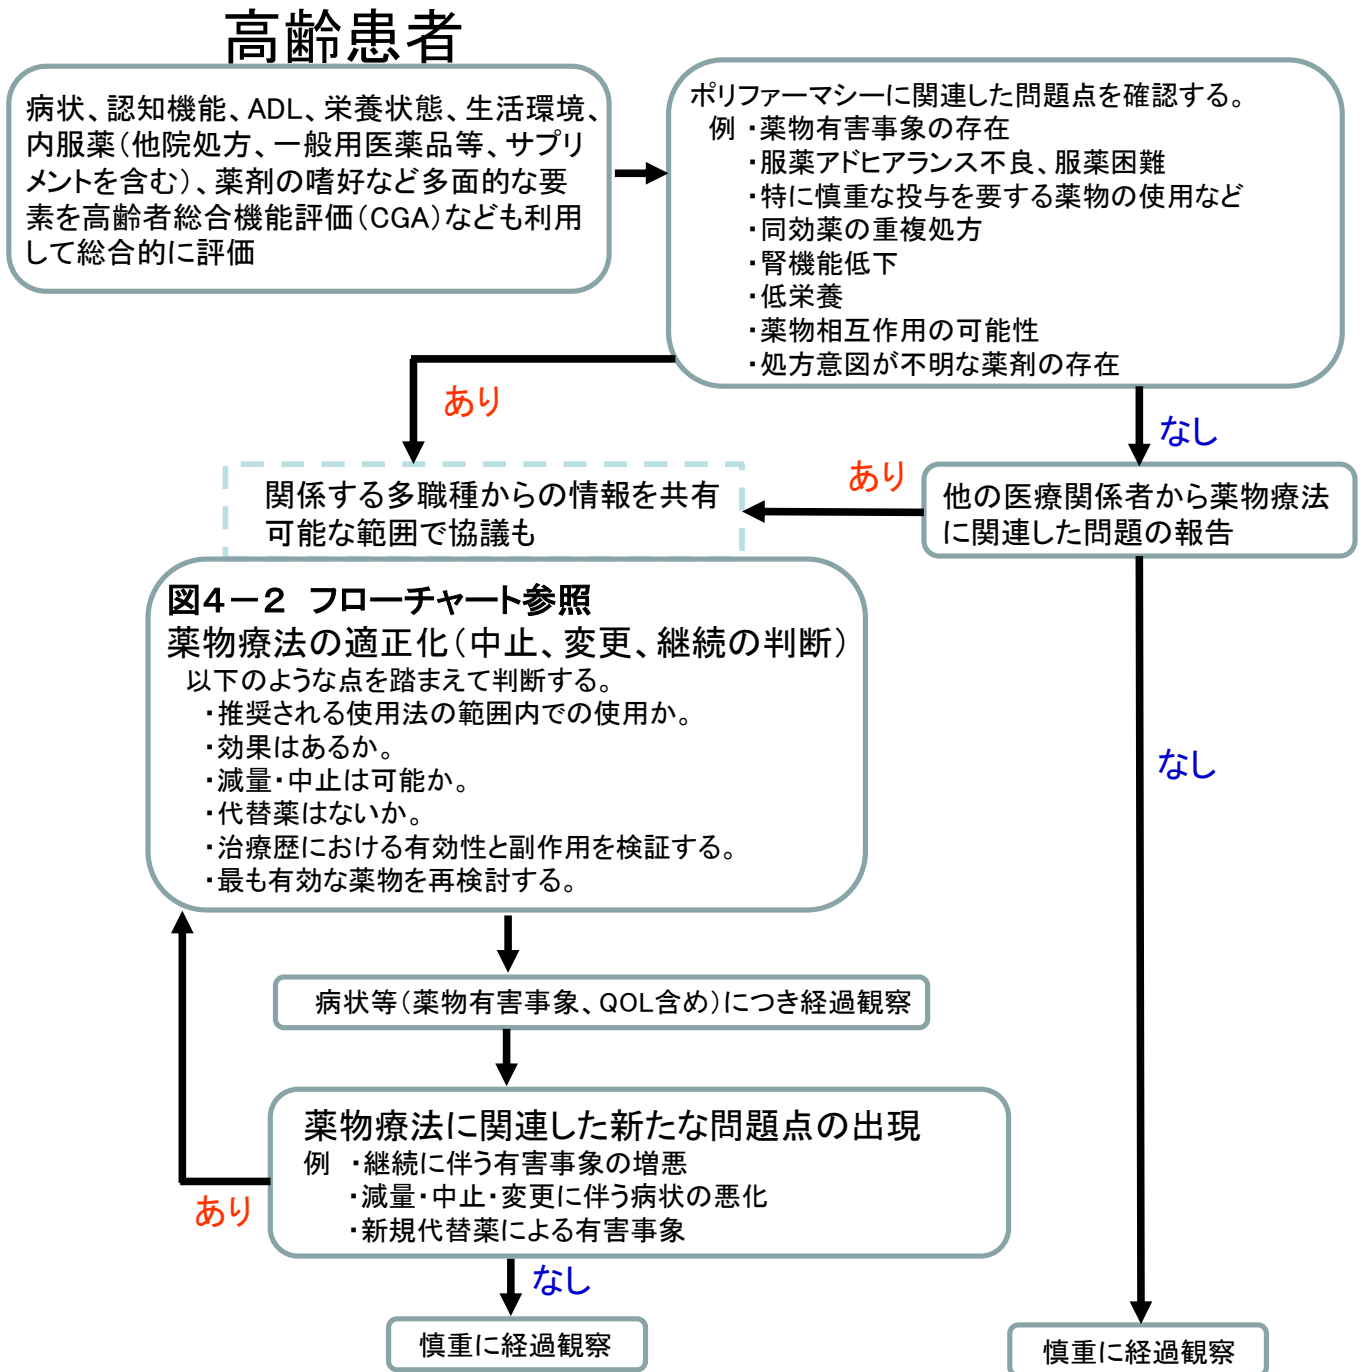 高齢患者
病状、認知機能、ADL、栄養状態、生活環境、
内服薬（他院処方、一般用医薬品等、サプリ
メントを含む）、薬剤の嗜好など多面的な要
素を高齢者総合機能評価（CGA）なども利用
して総合的に評価
ポリファーマシーに関連した問題点を確認する。
例 ・薬物有害事象の存在
・服薬アドヒアランス不良、服薬困難
・特に慎重な投与を要する薬物の使用など
・同効薬の重複処方
・腎機能低下
・低栄養
・薬物相互作用の可能性
・処方意図が不明な薬剤の存在
あり
なし
関係する多職種からの情報を共有
可能な範囲で協議も
あり
他の医療関係者から薬物療法
に関連した問題の報告
図４－２ フローチャート参照
薬物療法の適正化（中止、変更、継続の判断）
以下のような点を踏まえて判断する。
・推奨される使用法の範囲内での使用か。
・効果はあるか。
・減量・中止は可能か。
・代替薬はないか。
・治療歴における有効性と副作用を検証する。
・最も有効な薬物を再検討する。
なし
病状等（薬物有害事象、QOL含め）につき経過観察
薬物療法に関連した新たな問題点の出現
例 ・継続に伴う有害事象の増悪
・減量・中止・変更に伴う病状の悪化
・新規代替薬による有害事象
あり
なし
慎重に経過観察
慎重に経過観察